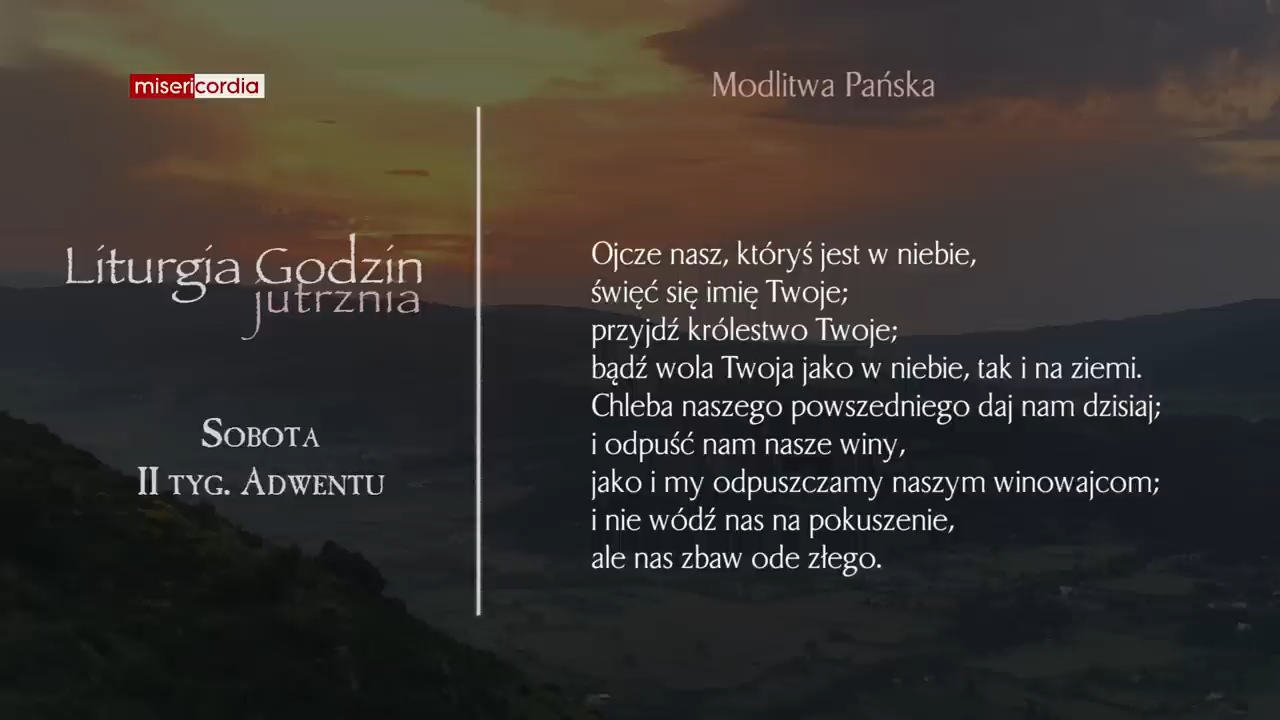 misericordia
Liturgia Godzin
jutrznia
Sobota
II tyg. Adwentu
Modlitwa Pańska
Ojcze nasz, któryś jest w niebie,
święć się imię Twoje;
przyjdź królestwo Twoje;
bądź wola Twoja jako w niebie, tak i na ziemi.
Chleba naszego powszedniego daj nam dzisiaj;
i odpuść nam nasze winy,
jako i my odpuszczamy naszym winowajcom;
i nie wódź nas na pokuszenie,
ale nas zbaw ode złego.